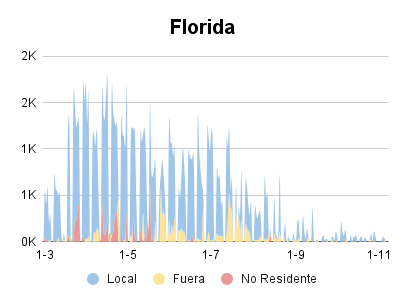 Florida
2K
2K
1K
1K
0K
1-3 1-5 1-7 1-9 1-11
Local Fuera No Residente